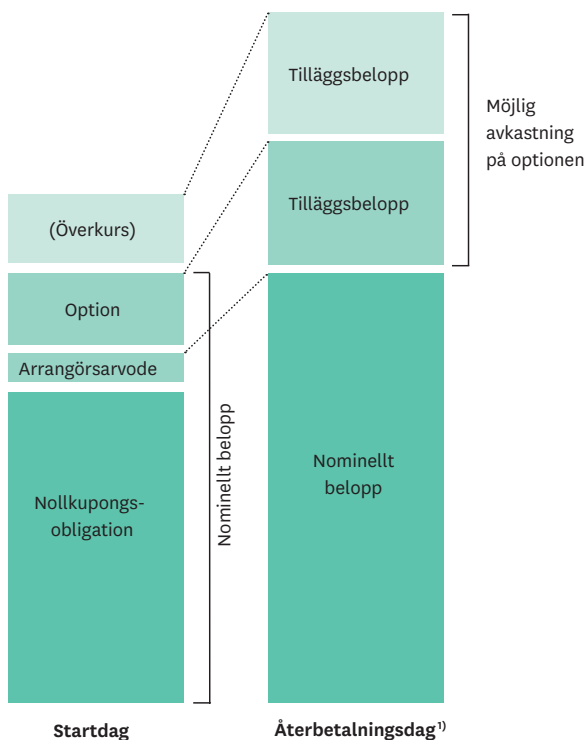 Tilläggsbelopp
Möjlig
avkastning
på optionen
Tilläggsbelopp
(Överkurs)
Option
Arrangörsarvode
Nominellt belopp
Nollkupongs-
obligation
Nominellt
belopp
Startdag
Återbetalningsdag¹⁾